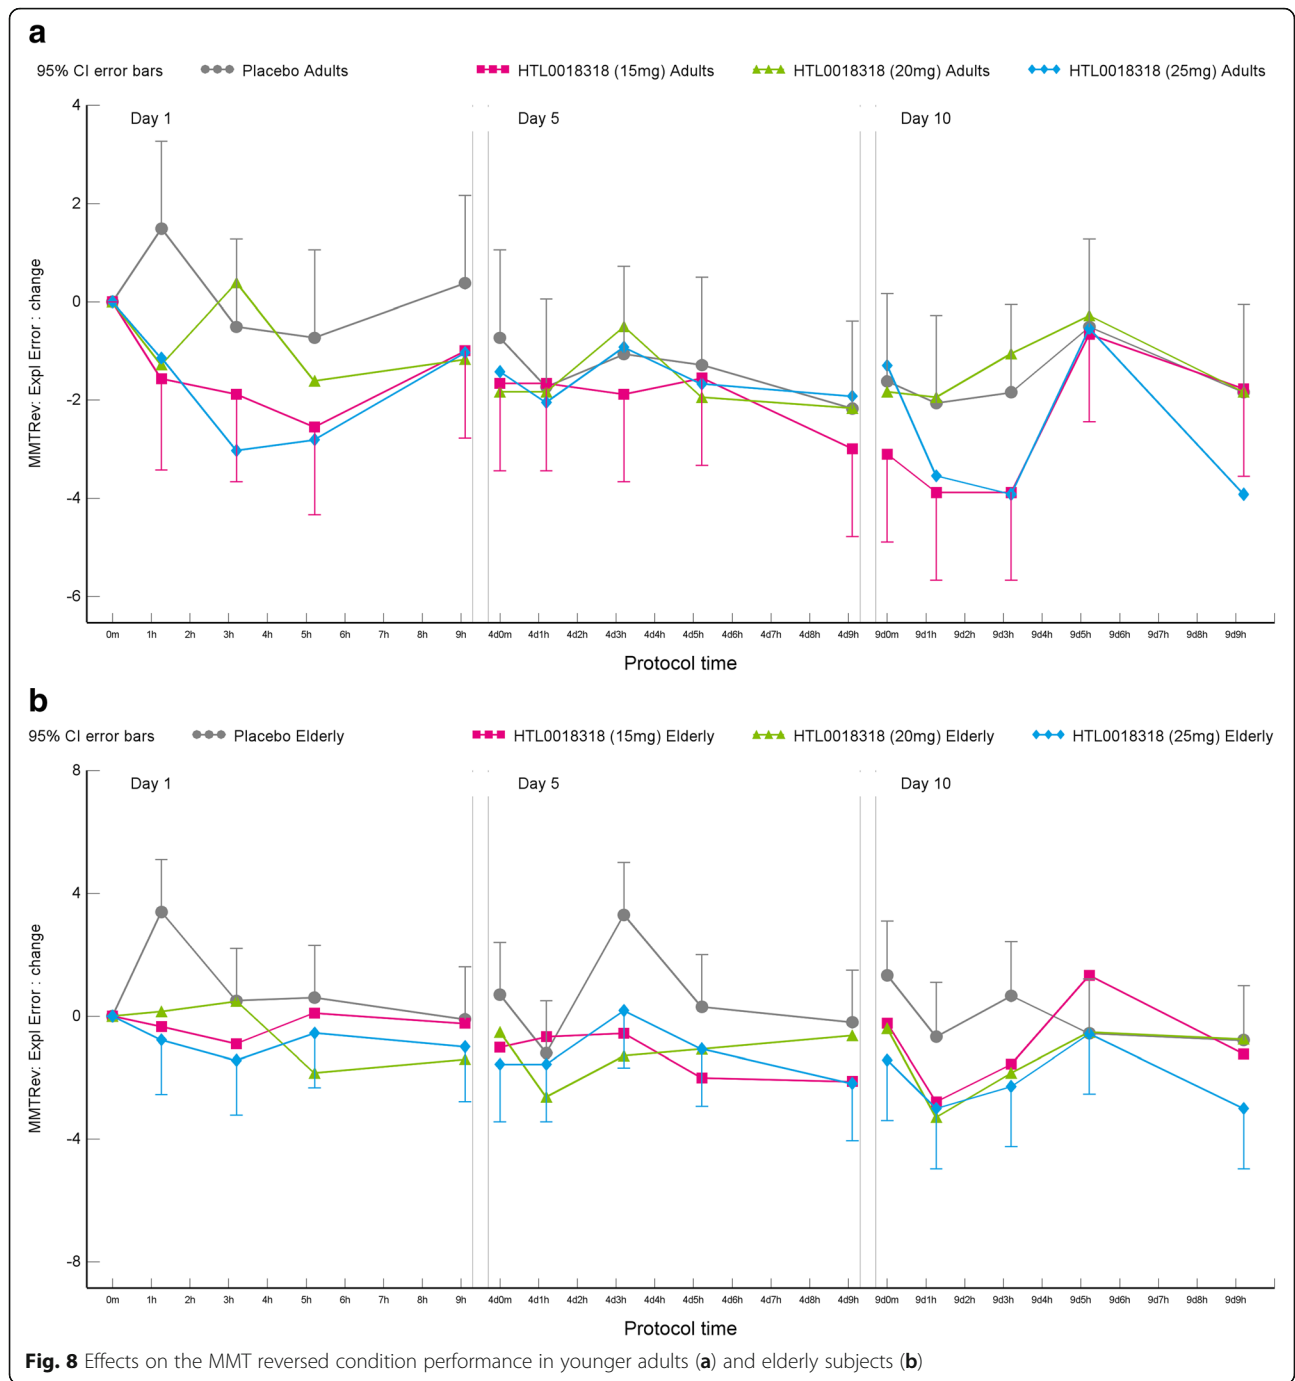 a
95% CI error bars Placebo Adults HTL0018318 (15mg) Adults HTL0018318 (20mg) Adults HTL0018318 (25mg) Adults
Day 1 Day 5 Day 10
MMTRev: Expl Error : change
4
2
0
-2
-4
-6
0m 1h 2h 3h 4h 5h 6h 7h 8h 9h 4d0m 4d1h 4d2h 4d3h 4d4h 4d5h 4d6h 4d7h 4d8h 4d9h 9d0m 9d1h 9d2h 9d3h 9d4h 9d5h 9d6h 9d7h 9d8h 9d9h
Protocol time
b
95% CI error bars Placebo Elderly HTL0018318 (15mg) Elderly HTL0018318 (20mg) Elderly HTL0018318 (25mg) Elderly
Day 1 Day 5 Day 10
MMTRev: Expl Error : change
8
4
0
-4
-8
0m 1h 2h 3h 4h 5h 6h 7h 8h 9h 4d0m 4d1h 4d2h 4d3h 4d4h 4d5h 4d6h 4d7h 4d8h 4d9h 9d0m 9d1h 9d2h 9d3h 9d4h 9d5h 9d6h 9d7h 9d8h 9d9h
Protocol time
Fig. 8 Effects on the MMT reversed condition performance in younger adults (a) and elderly subjects (b)